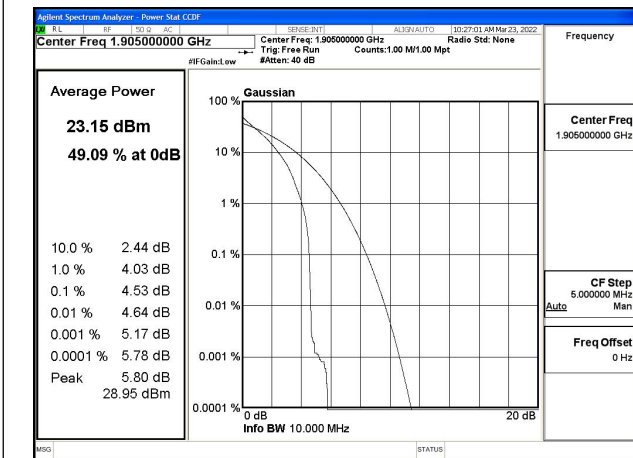 Agilent Spectrum Analyzer - Power Stat CCDF
RL RF 50 Ω AC SENSE:INT ALIGN AUTO 10:27:01 AM Mar 23, 2022
Center Freq 1.905000000 GHz
Center Freq: 1.905000000 GHz Radio Std: None
Trig: Free Run Counts:1.00 M/1.00 Mpt
#IFGain:Low #Atten: 40 dB
Frequency
Average Power
23.15 dBm
49.09 % at 0dB
10.0 % 2.44 dB
1.0 % 4.03 dB
0.1 % 4.53 dB
0.01 % 4.64 dB
0.001 % 5.17 dB
0.0001 % 5.78 dB
Peak 5.80 dB
28.95 dBm
Gaussian
100 %
10 %
1 %
0.1 %
0.01 %
0.001 %
0.0001 %
0 dB 20 dB
Info BW 10.000 MHz
Center Freq
1.905000000 GHz
CF Step
5.000000 MHz
Auto Man
Freq Offset
0 Hz
MSG STATUS